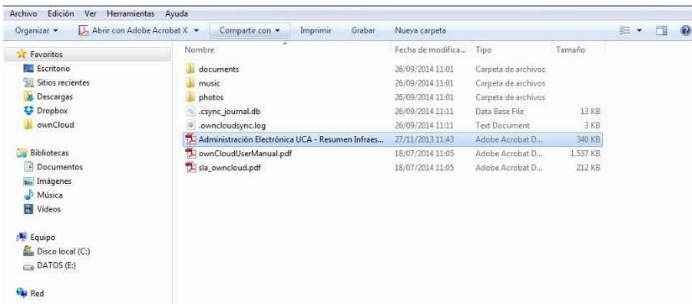 Archivo Edición Ver Herramientas Ayuda
Organizar Abrir con Adobe Acrobat X Compartir con Imprimir Grabar Nueva carpeta
Favoritos
Escritorio
Sitios recientes
Descargas
Dropbox
ownCloud
Bibliotecas
Documentos
Imágenes
Música
Vídeos
Equipo
Disco local (C:)
DATOS (E:)
Red
Nombre Fecha de modifica... Tipo Tamaño
documents 26/09/2014 11:01 Carpeta de archivos
music 26/09/2014 11:01 Carpeta de archivos
photos 26/09/2014 11:01 Carpeta de archivos
.csync_journal.db 26/09/2014 11:11 Data Base File 13 KB
.owncloudsync.log 26/09/2014 11:11 Text Document 3 KB
Administración Electrónica UCA - Resumen Infraes... 27/11/2013 11:43 Adobe Acrobat D... 340 KB
ownCloudUserManual.pdf 18/07/2014 11:05 Adobe Acrobat D... 1.537 KB
sla_owncloud.pdf 18/07/2014 11:05 Adobe Acrobat D... 212 KB